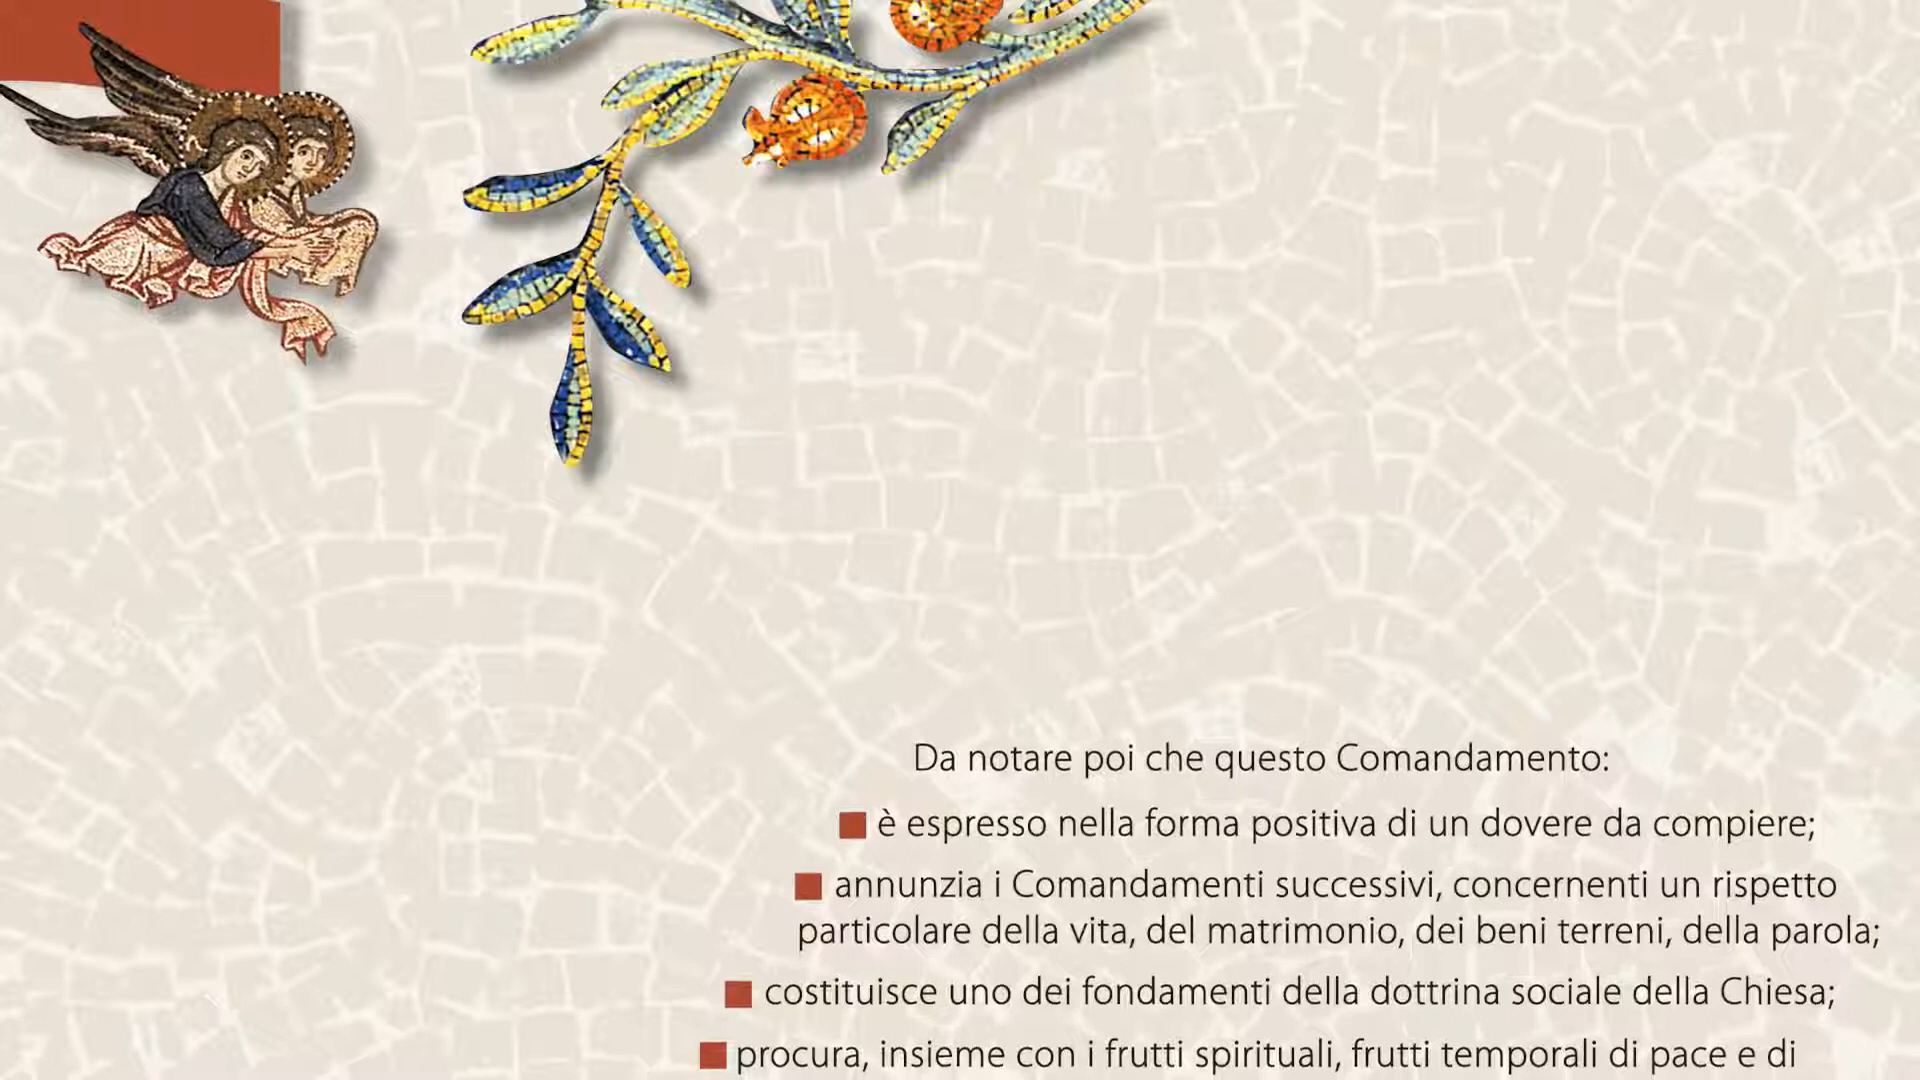 Da notare poi che questo Comandamento:
■ è espresso nella forma positiva di un dovere da compiere;
■ annunzia i Comandamenti successivi, concernenti un rispetto
particolare della vita, del matrimonio, dei beni terreni, della parola;
■ costituisce uno dei fondamenti della dottrina sociale della Chiesa;
■ procura, insieme con i frutti spirituali, frutti temporali di pace e di